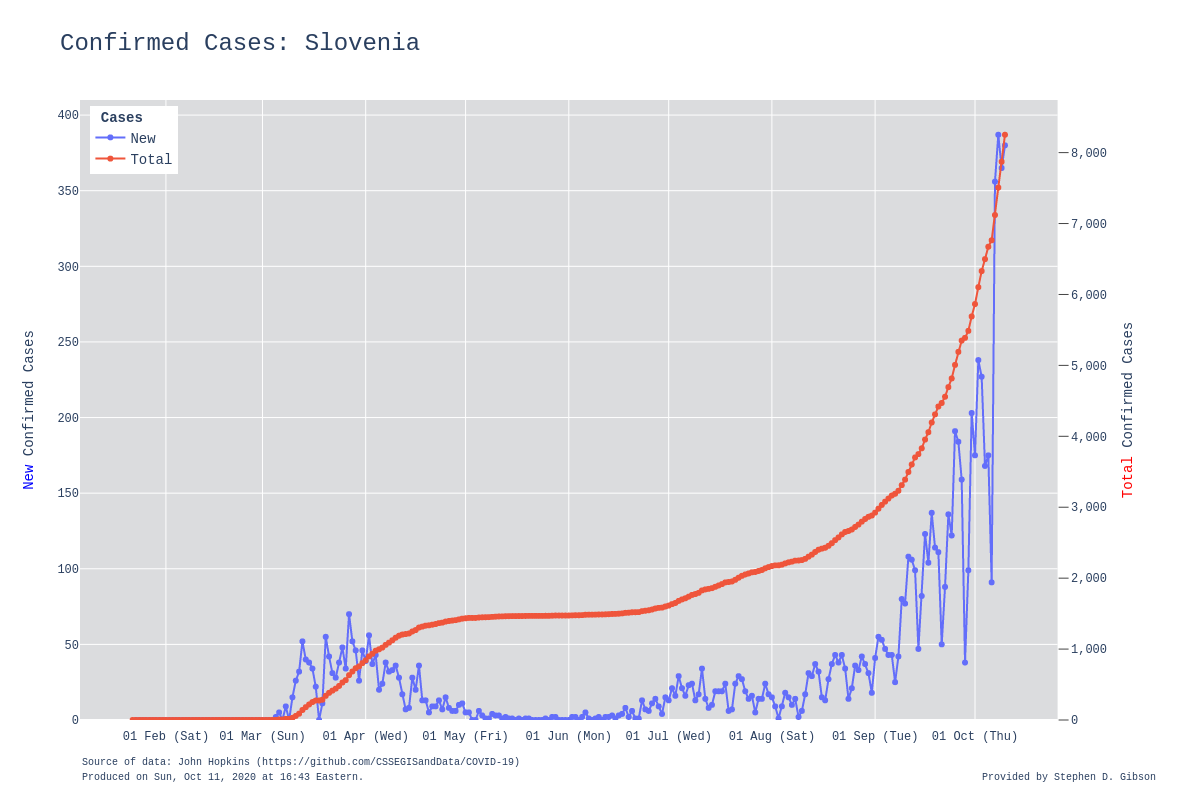 Confirmed Cases: Slovenia
Cases
New
Total
400
350
300
250
200
150
100
50
0
8,000
7,000
6,000
5,000
4,000
3,000
2,000
1,000
0
New Confirmed Cases
Total Confirmed Cases
01 Feb (Sat) 01 Mar (Sun) 01 Apr (Wed) 01 May (Fri) 01 Jun (Mon) 01 Jul (Wed) 01 Aug (Sat) 01 Sep (Tue) 01 Oct (Thu)
Source of data: John Hopkins (https://github.com/CSSEGISandData/COVID-19)
Produced on Sun, Oct 11, 2020 at 16:43 Eastern.
Provided by Stephen D. Gibson